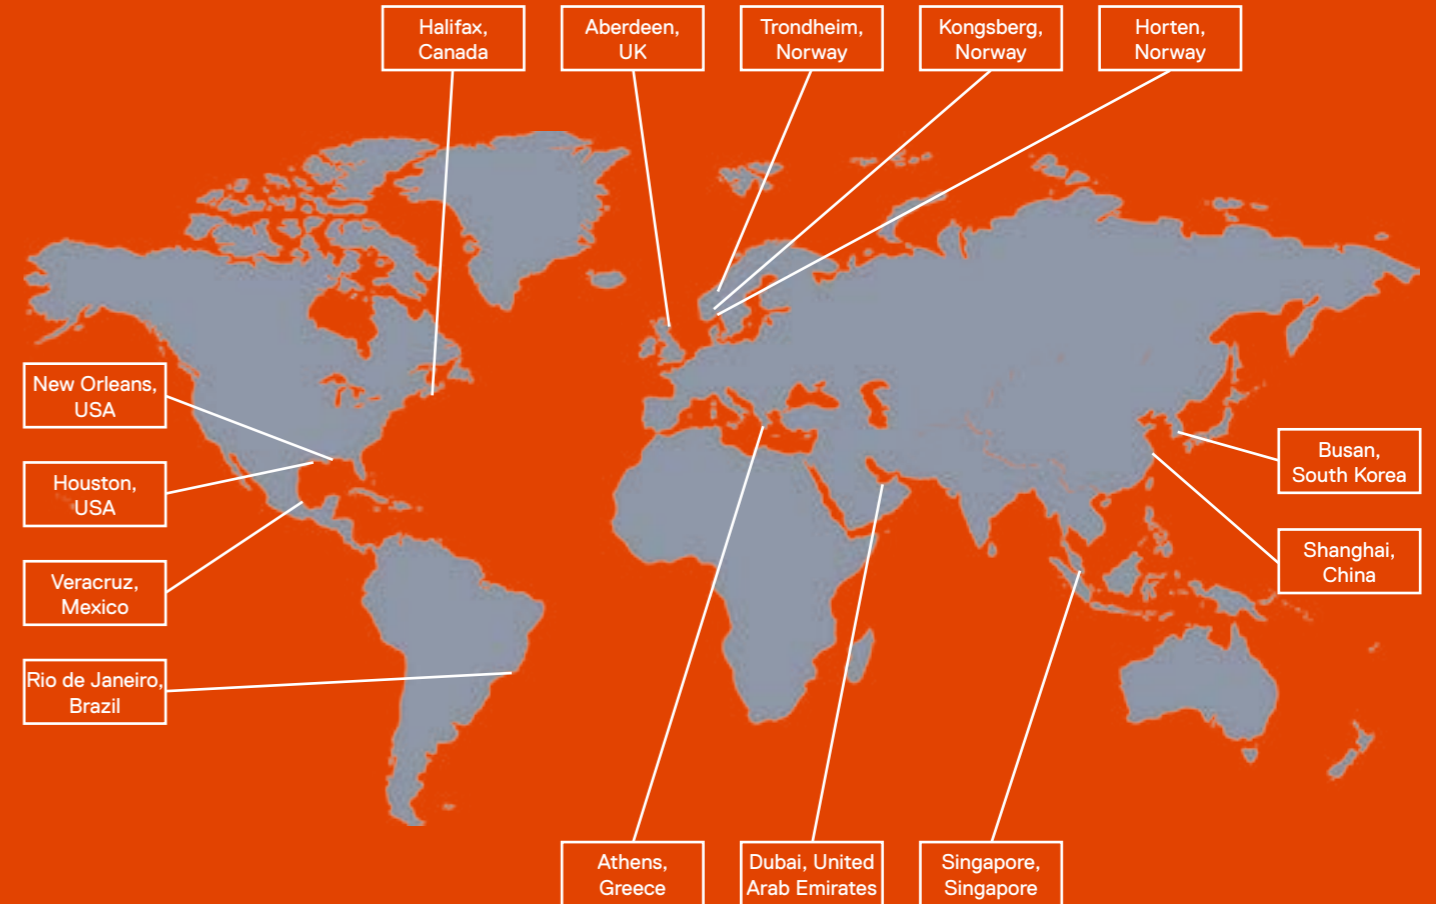 Halifax,
Canada
Aberdeen,
UK
Trondheim,
Norway
Kongsberg,
Norway
Horten,
Norway
New Orleans,
USA
Houston,
USA
Veracruz,
Mexico
Rio de Janeiro,
Brazil
Busan,
South Korea
Shanghai,
China
Athens,
Greece
Dubai, United
Arab Emirates
Singapore,
Singapore